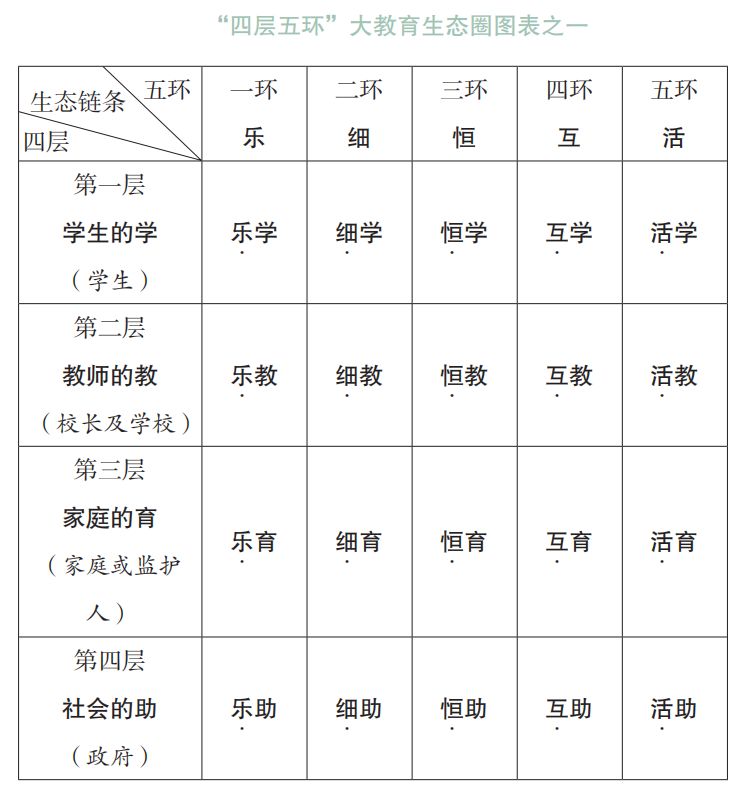 “四层五环”大教育生态圈图表之一
生态链条 五环 四层 一环 二环 三环 四环 五环
乐 细 恒 互 活
第一层
学生的学 乐学 细学 恒学 互学 活学
（学生）
第二层
教师的教 乐教 细教 恒教 互教 活教
（校长及学校）
第三层
家庭的育 乐育 细育 恒育 互育 活育
（家庭或监护
人）
第四层
社会的助 乐助 细助 恒助 互助 活助
（政府）